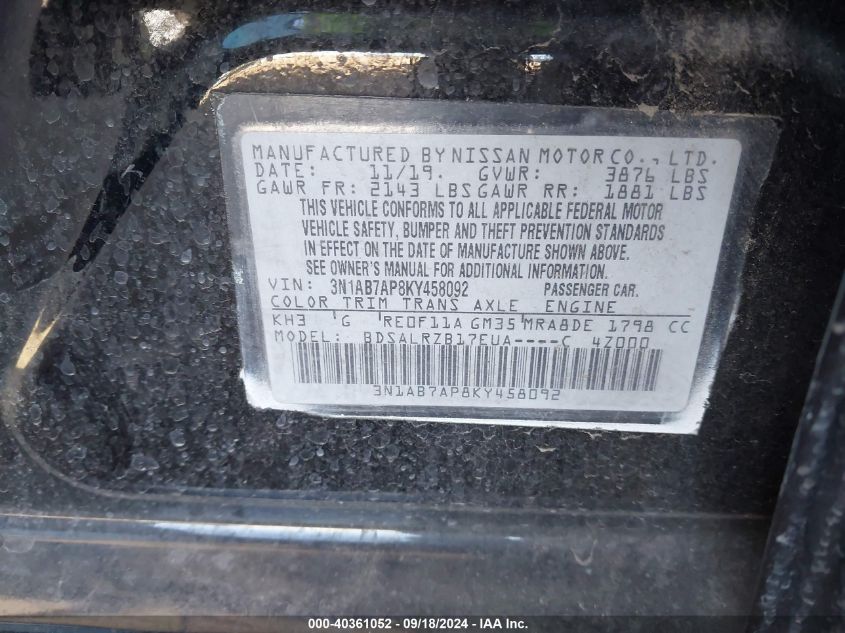 MANUFACTURED BY NISSAN MOTOR CO., LTD.
DATE: 11/19. GVWR: 3876 LBS
GAWR FR: 2143 LBS GAWR RR: 1881 LBS
THIS VEHICLE CONFORMS TO ALL APPLICABLE FEDERAL MOTOR
VEHICLE SAFETY, BUMPER AND THEFT PREVENTION STANDARDS
IN EFFECT ON THE DATE OF MANUFACTURE SHOWN ABOVE.
SEE OWNER'S MANUAL FOR ADDITIONAL INFORMATION.
VIN: 3N1AB7AP8KY458092 PASSENGER CAR.
COLOR TRIM TRANS AXLE ENGINE
KH3 G RE0F11A GM35 MRA8DE 1798 CC
MODEL: BDSALRZB17EUA----C 4Z000
3N1AB7AP8KY458092
000-40361052 - 09/18/2024 - IAA Inc.